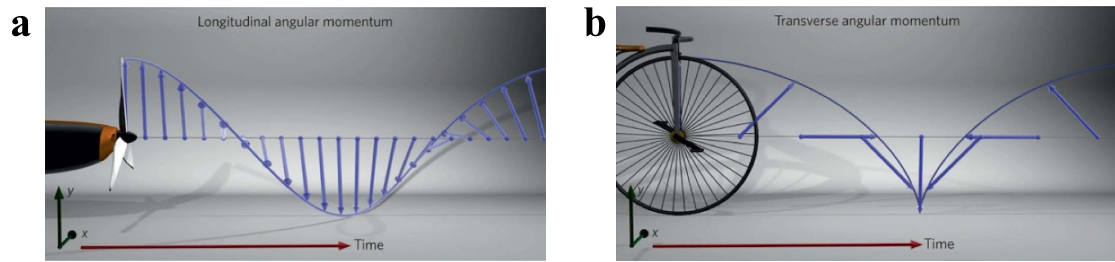 a
Longitudinal angular momentum
y
x
Time
b
Transverse angular momentum
y
x
Time